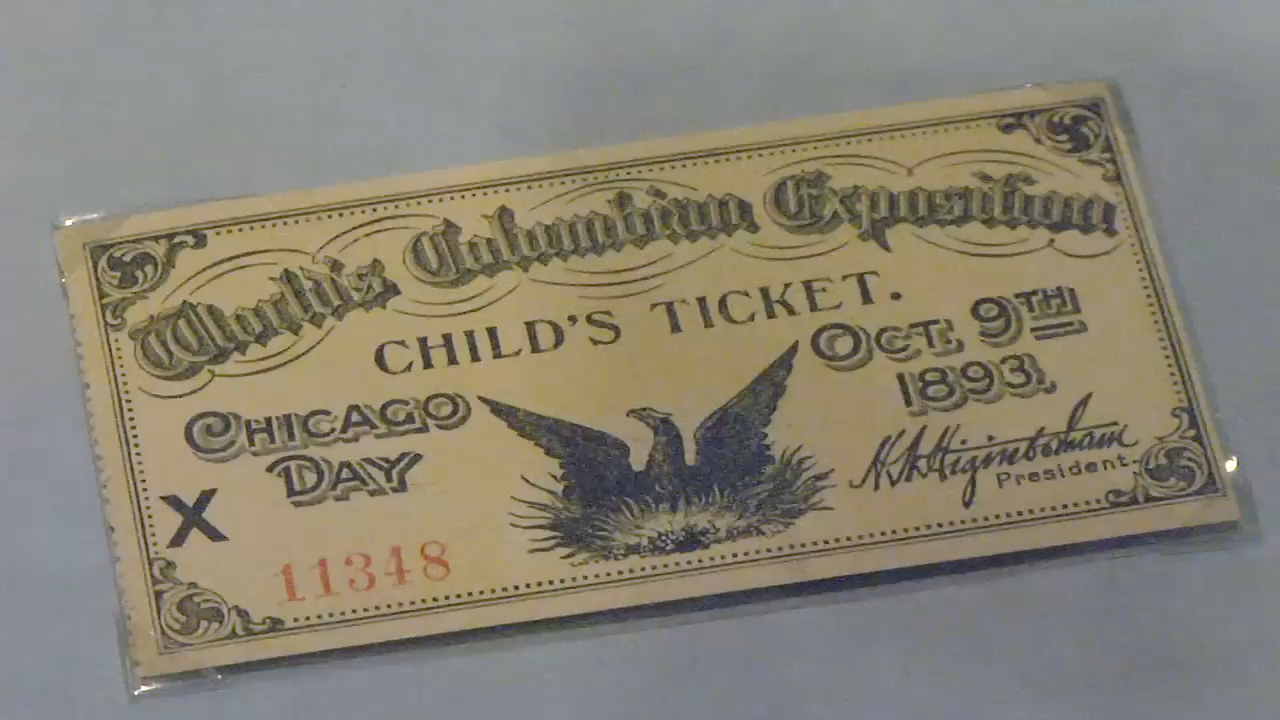 World's Columbian Exposition
CHILD'S TICKET.
CHICAGO
DAY
OCT. 9TH
1893,
H. N. Higinbotham
President.
X
11348